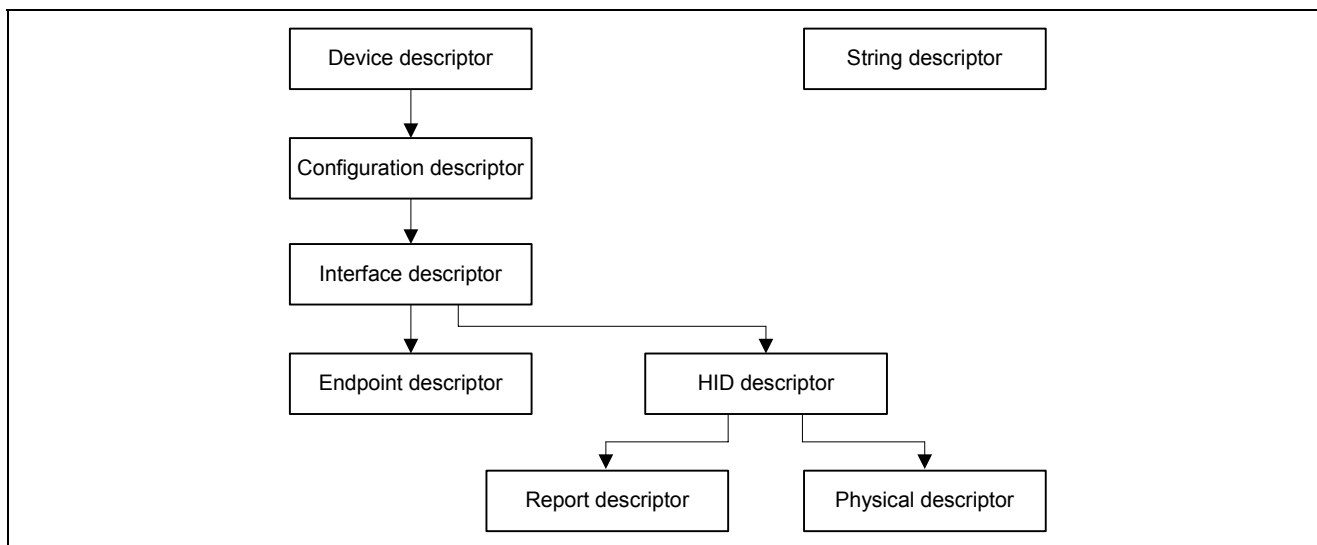 Device descriptor
String descriptor
Configuration descriptor
Interface descriptor
Endpoint descriptor
HID descriptor
Report descriptor
Physical descriptor